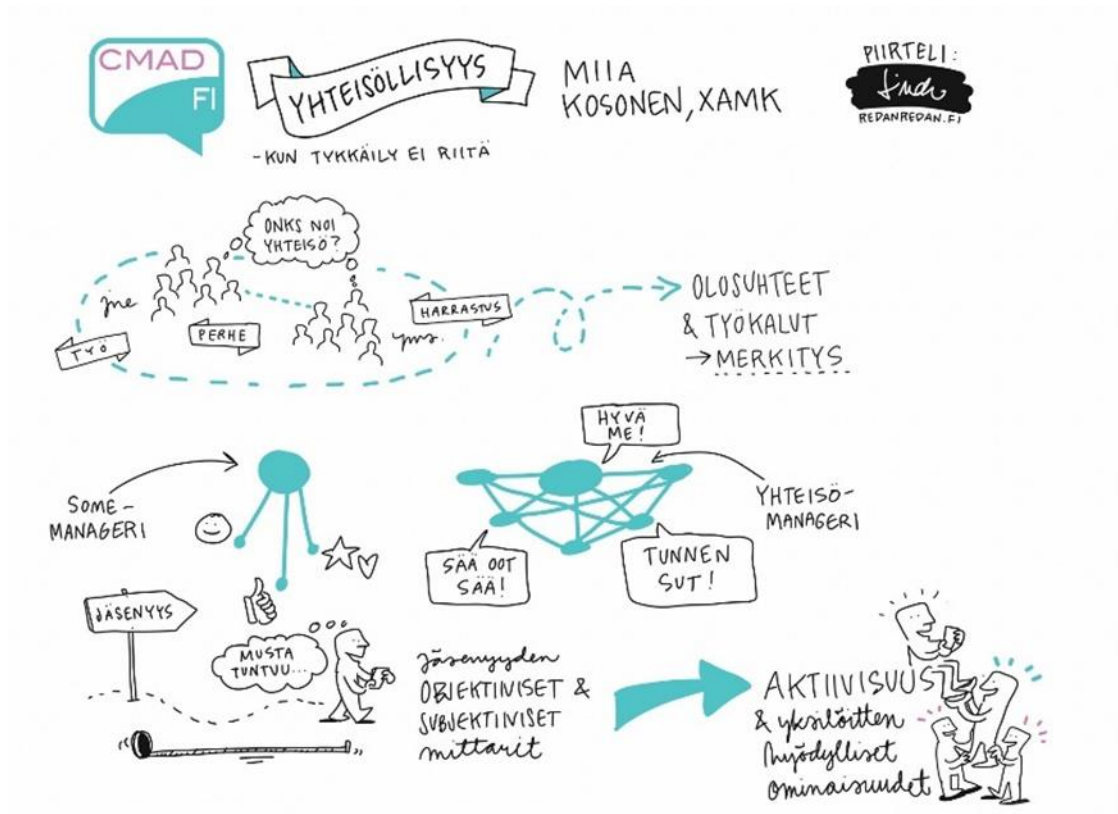 CMAD
FI
YHTEISÖLLISYYS
-KUN TYKKÄILY EI RIITÄ
MIIA
KOSONEN, XAMK
PIIRTELI:
REDANREDAN.FI
ONKS NOI
YHTEISÖ?
me
TYÖ
PERHE
HARRASTUS
yms.
OLOSUHTEET
& TYÖKALUT
→ MERKITYS
SOME-
MANAGERI
HYVÄ
ME!
SÄÄ OOT
SÄÄ!
TUNNEN
SUT!
YHTEISÖ-
MANAGERI
JÄSENYYS
MUSTA
TUNTUU...
jäsenyyden
OBJEKTIIVISET &
SUBJEKTIIVISET
mittarit
AKTIIVISUUS
& yksilöitten
hyödylliset
ominaisuudet